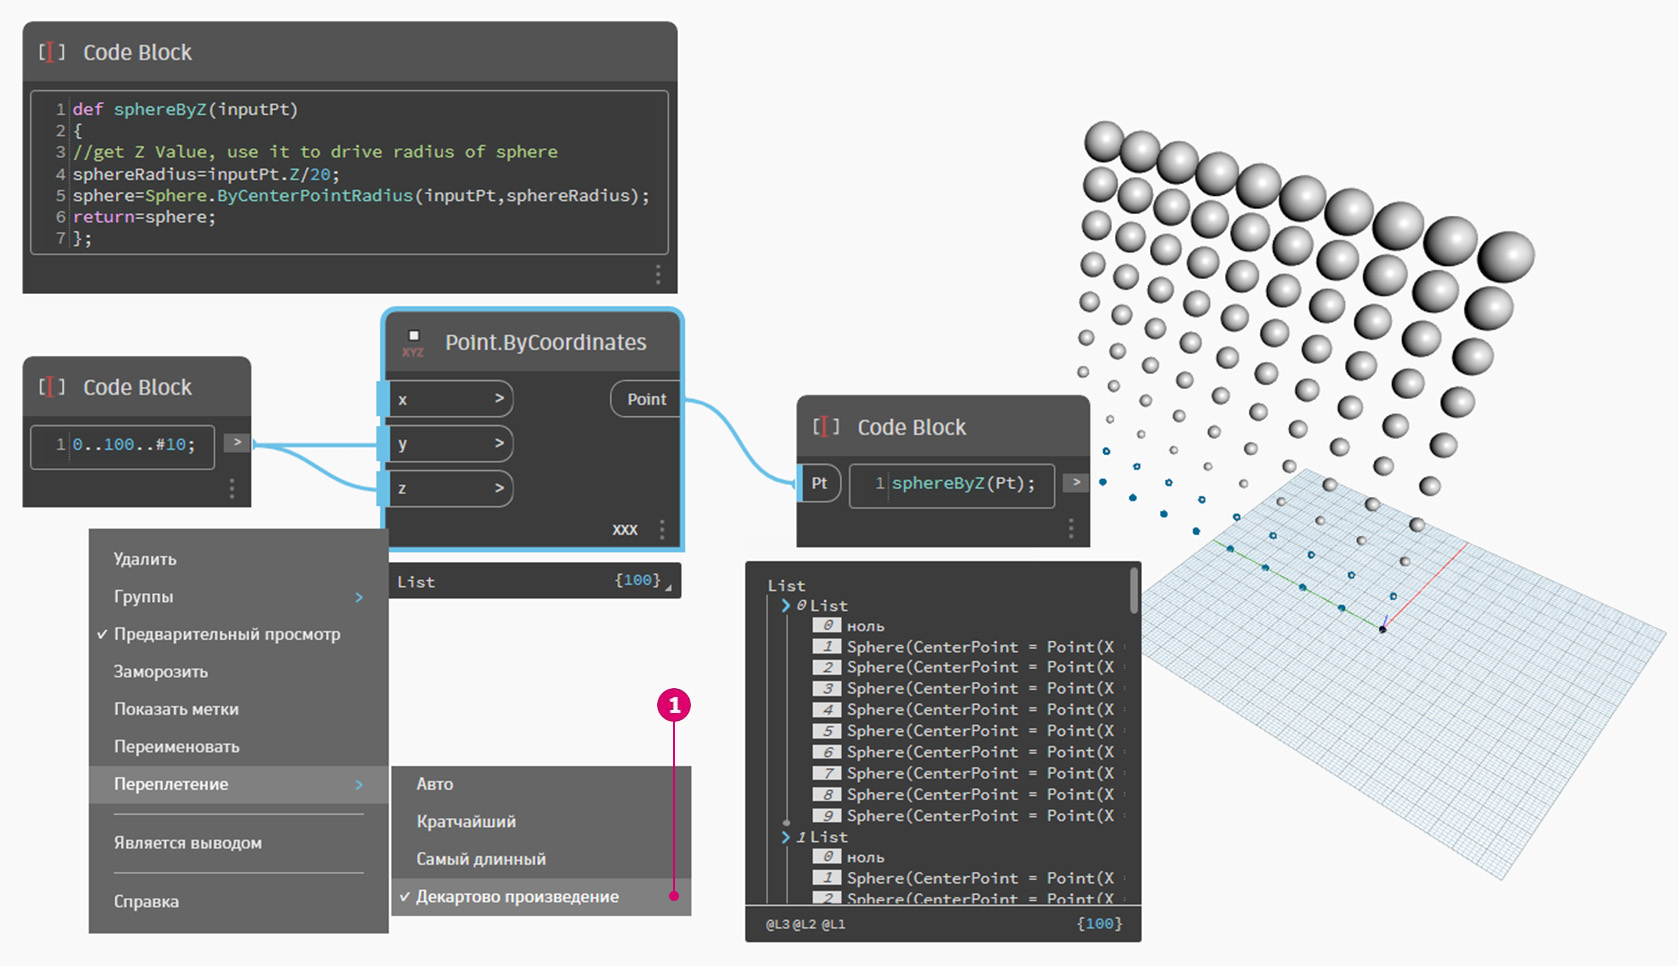 Code Block
1 def sphereByZ(inputPt)
2 {
3 //get Z Value, use it to drive radius of sphere
4 sphereRadius=inputPt.Z/20;
5 sphere=Sphere.ByCenterPointRadius(inputPt,sphereRadius);
6 return=sphere;
7 };
Code Block
1 0..100..#10;
>
XYZ
Point.ByCoordinates
x >
Point
y >
z >
XXX
List {100}
Code Block
Pt
1 sphereByZ(Pt);
>
Удалить
Группы >
✓ Предварительный просмотр
Заморозить
Показать метки
Переименовать
Переплетение >
Является выводом
Справка
1
Авто
Кратчайший
Самый длинный
✓ Декартово произведение
List
0 List
0 ноль
1 Sphere(CenterPoint = Point(X
2 Sphere(CenterPoint = Point(X
3 Sphere(CenterPoint = Point(X
4 Sphere(CenterPoint = Point(X
5 Sphere(CenterPoint = Point(X
6 Sphere(CenterPoint = Point(X
7 Sphere(CenterPoint = Point(X
8 Sphere(CenterPoint = Point(X
9 Sphere(CenterPoint = Point(X
1 List
0 ноль
1 Sphere(CenterPoint = Point(X
2 Sphere(CenterPoint = Point(X
@L3 @L2 @L1 {100}